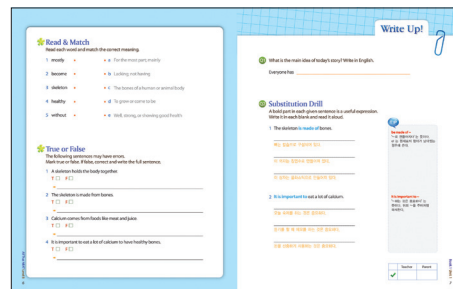 Read & Match
Read each word and match the correct meaning.
1 mostly
a For the most part; mostly
2 become
b Lacking; not having
3 skeleton
c The bones of a human or animal body
4 healthy
d To grow or come to be
5 without
e Well, strong, or showing good health
True or False
The following sentences may have errors.
Mark true or false. If false, correct and write the full sentence.
1 A skeleton holds the body together.
T F
2 The skeleton is made from bones.
T F
3 Calcium comes from foods like meat and juice.
T F
4 It is important to eat a lot of calcium to have healthy bones.
T F
Write Up!
What is the main idea of today's story? Write in English.
Everyone has
Substitution Drill
A bold part in each given sentence is a useful expression.
Write it in each blank and read it aloud.
1 The skeleton is made of bones.
2 It is important to eat a lot of calcium.
be made of ~
It is important to ~
Teacher Parent